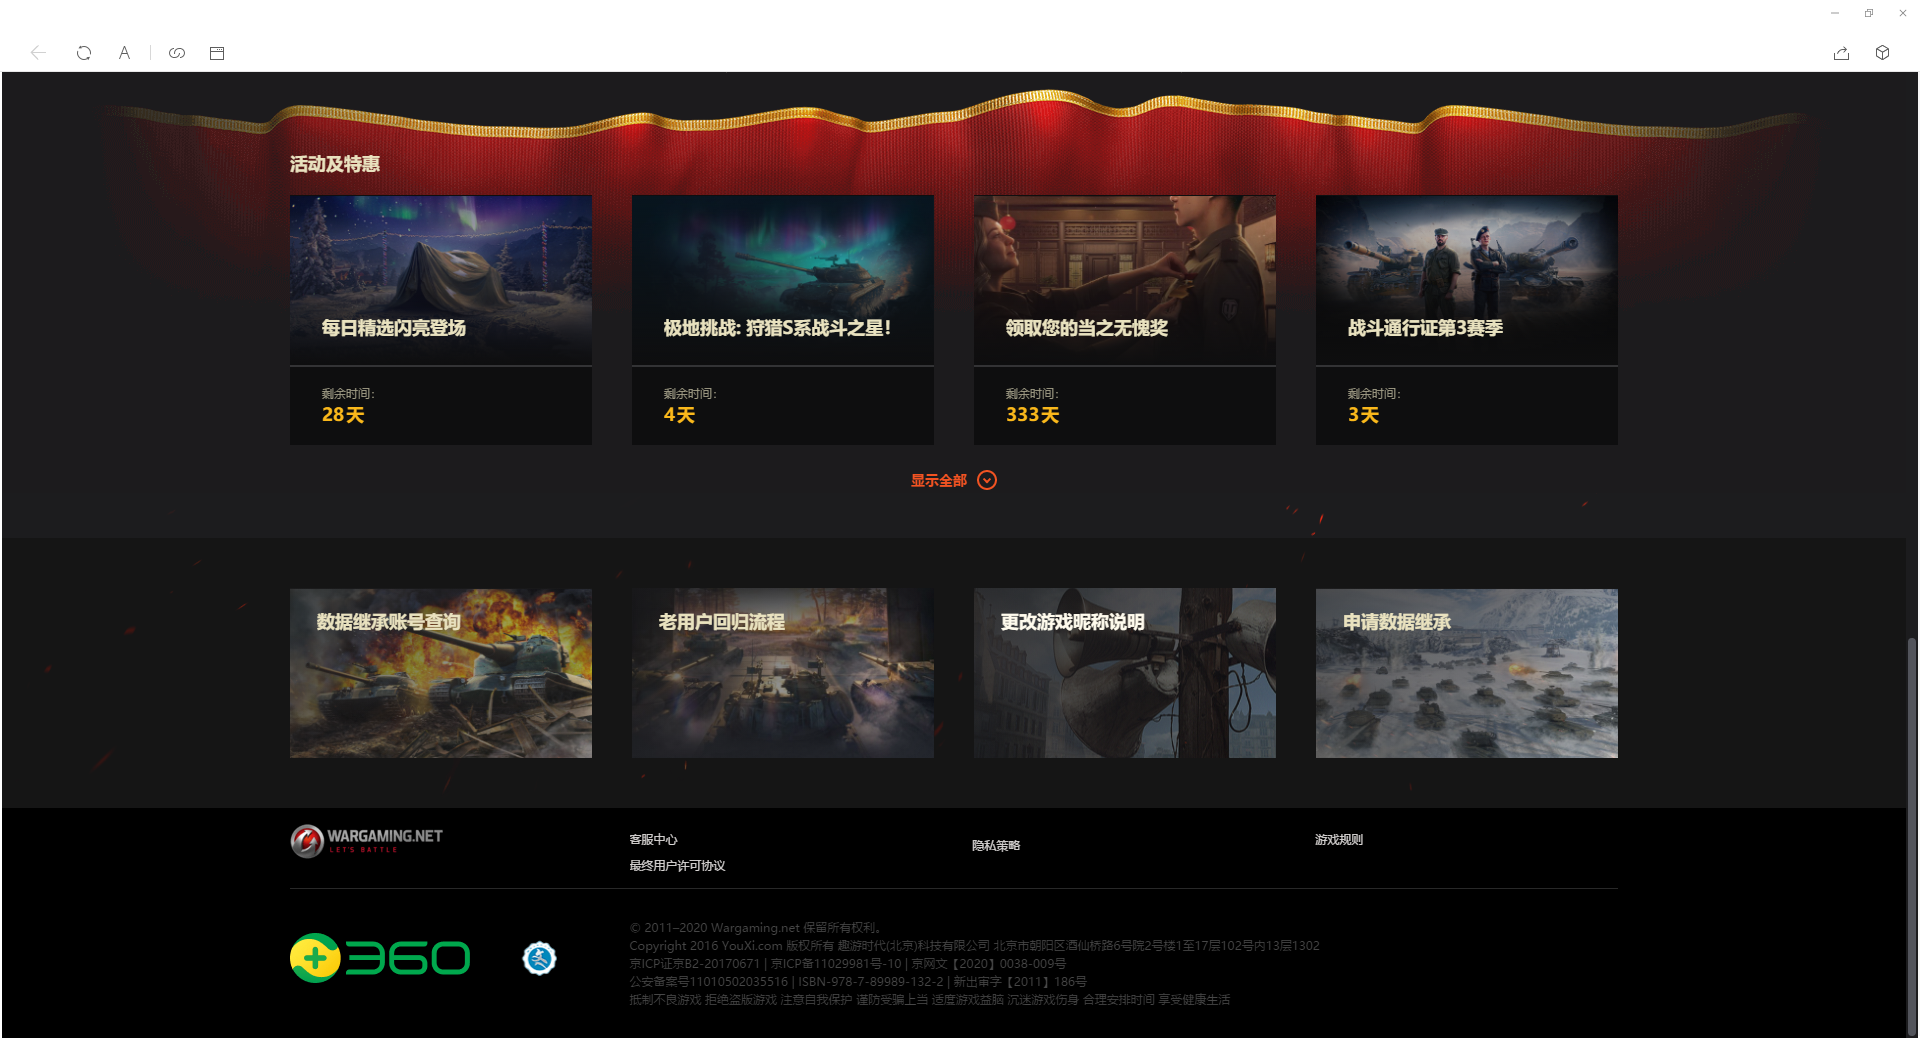 活动及特惠
每日精选闪亮登场
极地挑战: 狩猎S系战斗之星!
领取您的当之无愧奖
战斗通行证第3赛季
剩余时间:
28天
剩余时间:
4天
剩余时间:
333天
剩余时间:
3天
显示全部
数据继承账号查询
老用户回归流程
更改游戏昵称说明
申请数据继承
WARGAMING.NET
LET'S BATTLE
客服中心
最终用户许可协议
隐私策略
游戏规则
360
© 2011–2020 Wargaming.net 保留所有权利。
Copyright 2016 YouXi.com 版权所有 趣游时代(北京)科技有限公司 北京市朝阳区酒仙桥路6号院2号楼1至17层102号内13层1302
京ICP证京B2-20170671 | 京ICP备11029981号-10 | 京网文【2020】0038-009号
公安备案号11010502035516 | ISBN-978-7-89989-132-2 | 新出审字【2011】186号
抵制不良游戏 拒绝盗版游戏 注意自我保护 谨防受骗上当 适度游戏益脑 沉迷游戏伤身 合理安排时间 享受健康生活